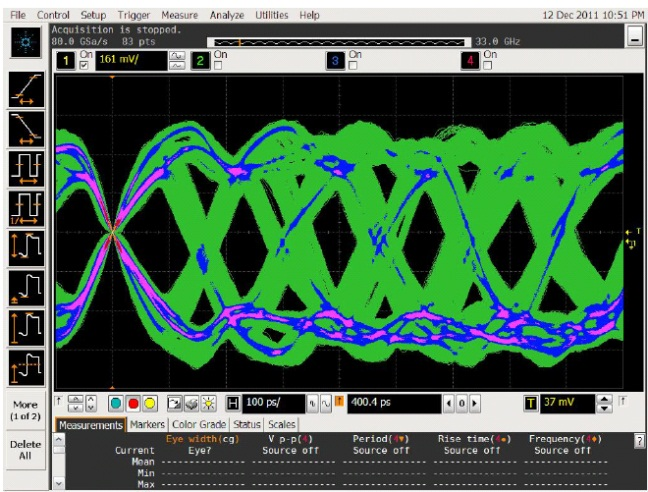 File Control Setup Trigger Measure Analyze Utilities Help 12 Dec 2011 10:51 PM
Acquisition is stopped.
80.0 GSa/s 83 pts 33.0 GHz
1 On 161 mV/ 2 On 3 On 4 On
T
More
(1 of 2)
Delete
All
H 100 ps/ 400.4 ps 0 T 37 mV
Measurements Markers Color Grade Status Scales
Eye width(cg) V p-p(4) Period(4▼) Rise time(4) Frequency(4) ?
Current Eye? Source off Source off Source off Source off
Mean
Min
Max